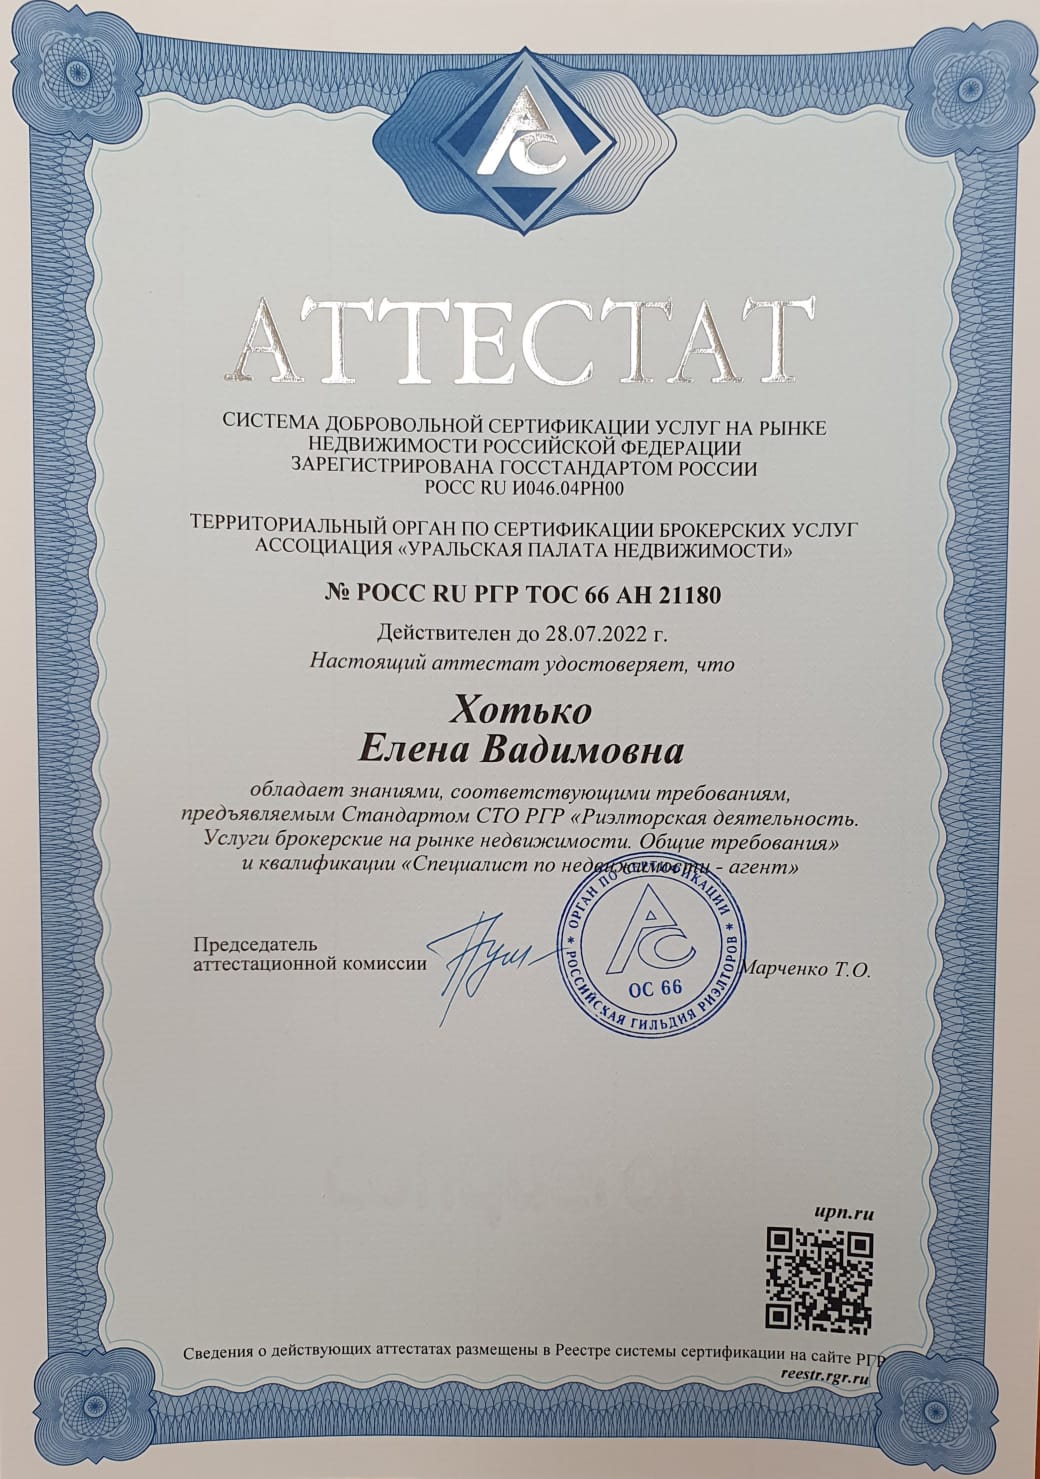 АС
АТТЕСТАТ
СИСТЕМА ДОБРОВОЛЬНОЙ СЕРТИФИКАЦИИ УСЛУГ НА РЫНКЕ
НЕДВИЖИМОСТИ РОССИЙСКОЙ ФЕДЕРАЦИИ
ЗАРЕГИСТРИРОВАНА ГОССТАНДАРТОМ РОССИИ
РОСС RU И046.04РН00
ТЕРРИТОРИАЛЬНЫЙ ОРГАН ПО СЕРТИФИКАЦИИ БРОКЕРСКИХ УСЛУГ
АССОЦИАЦИЯ «УРАЛЬСКАЯ ПАЛАТА НЕДВИЖИМОСТИ»
№ РОСС RU РГР ТОС 66 АН 21180
Действителен до 28.07.2022 г.
Настоящий аттестат удостоверяет, что
Хотько
Елена Вадимовна
обладает знаниями, соответствующими требованиям,
предъявляемым Стандартом СТО РГР «Риэлторская деятельность.
Услуги брокерские на рынке недвижимости. Общие требования»
и квалификации «Специалист по недвижимости - агент»
Председатель
аттестационной комиссии
* ОРГАН ПО СЕРТИФИКАЦИИ *
РОССИЙСКАЯ ГИЛЬДИЯ РИЭЛТОРОВ
АС
ОС 66
Марченко Т.О.
upn.ru
Сведения о действующих аттестатах размещены в Реестре системы сертификации на сайте РГР
reestr.rgr.ru